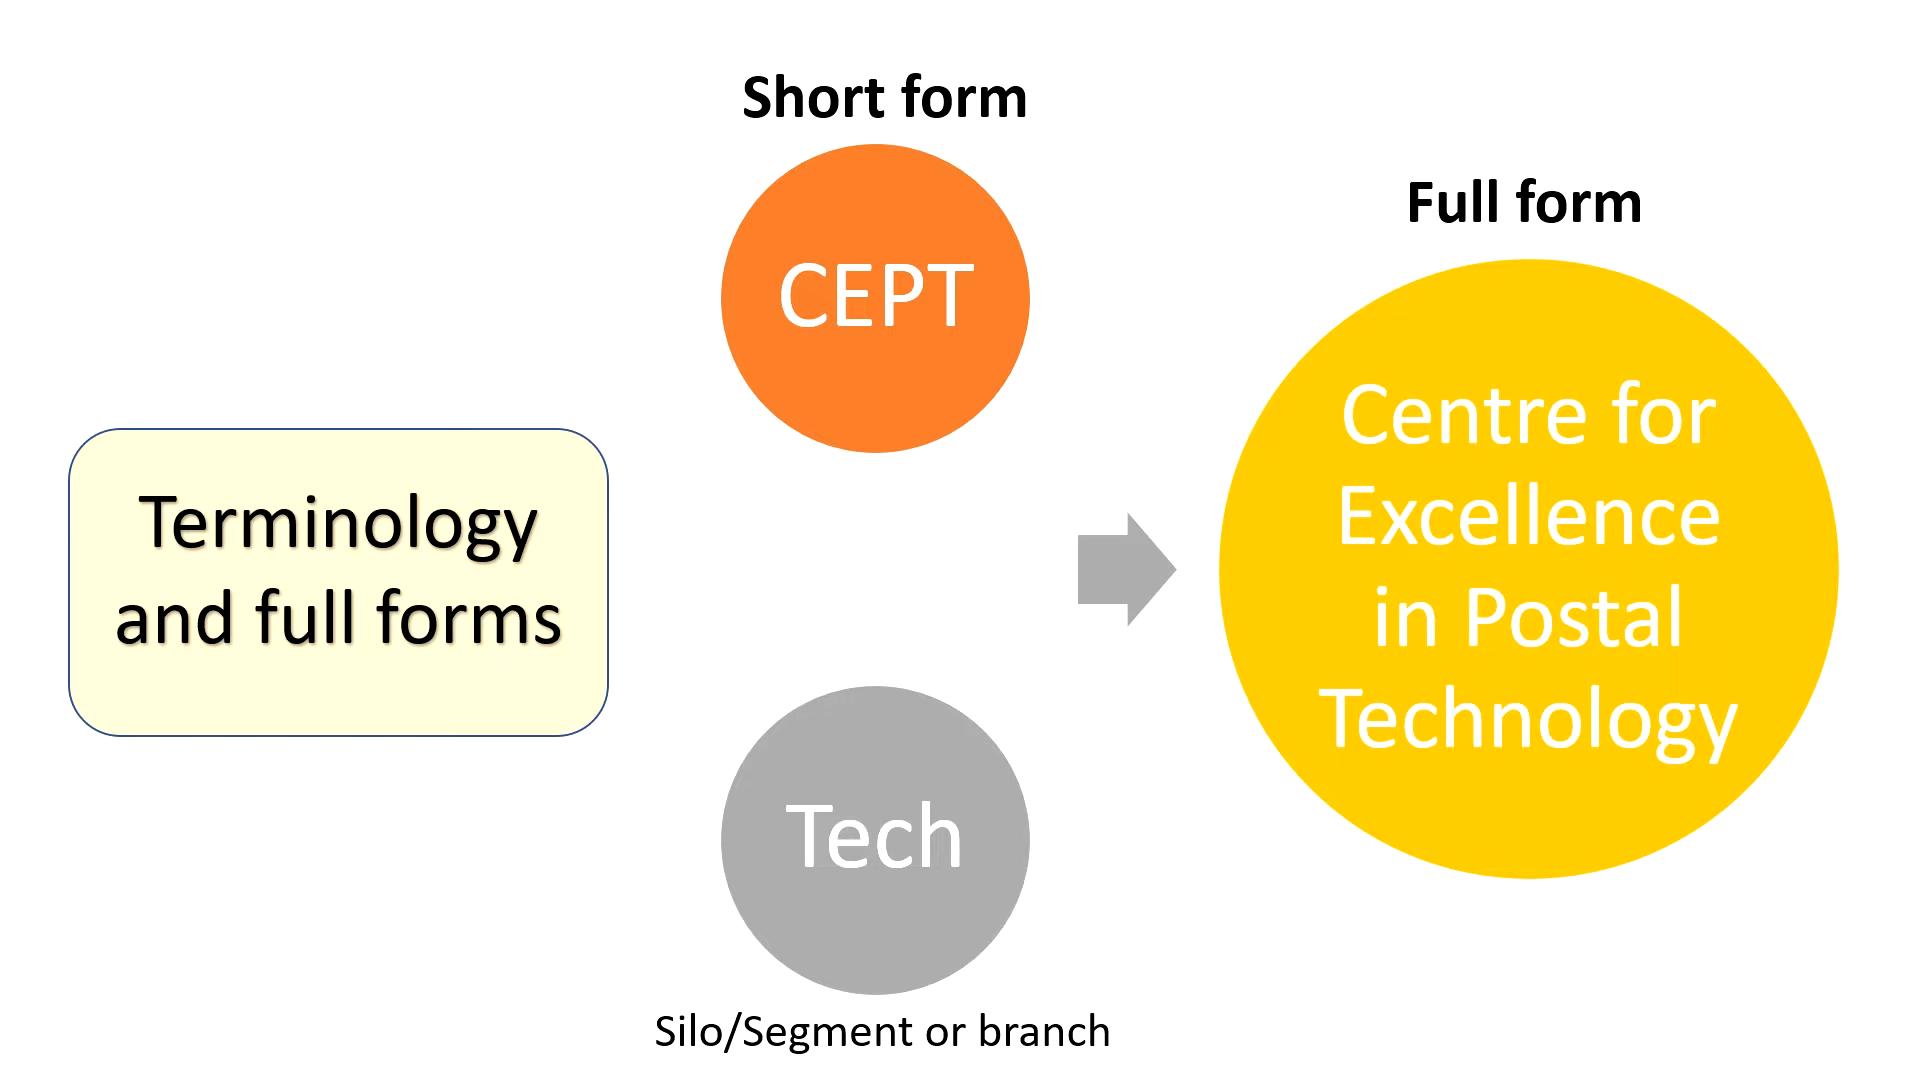 Short form
CEPT
Full form
Centre for
Excellence
in Postal
Technology
Terminology
and full forms
Tech
Silo/Segment or branch